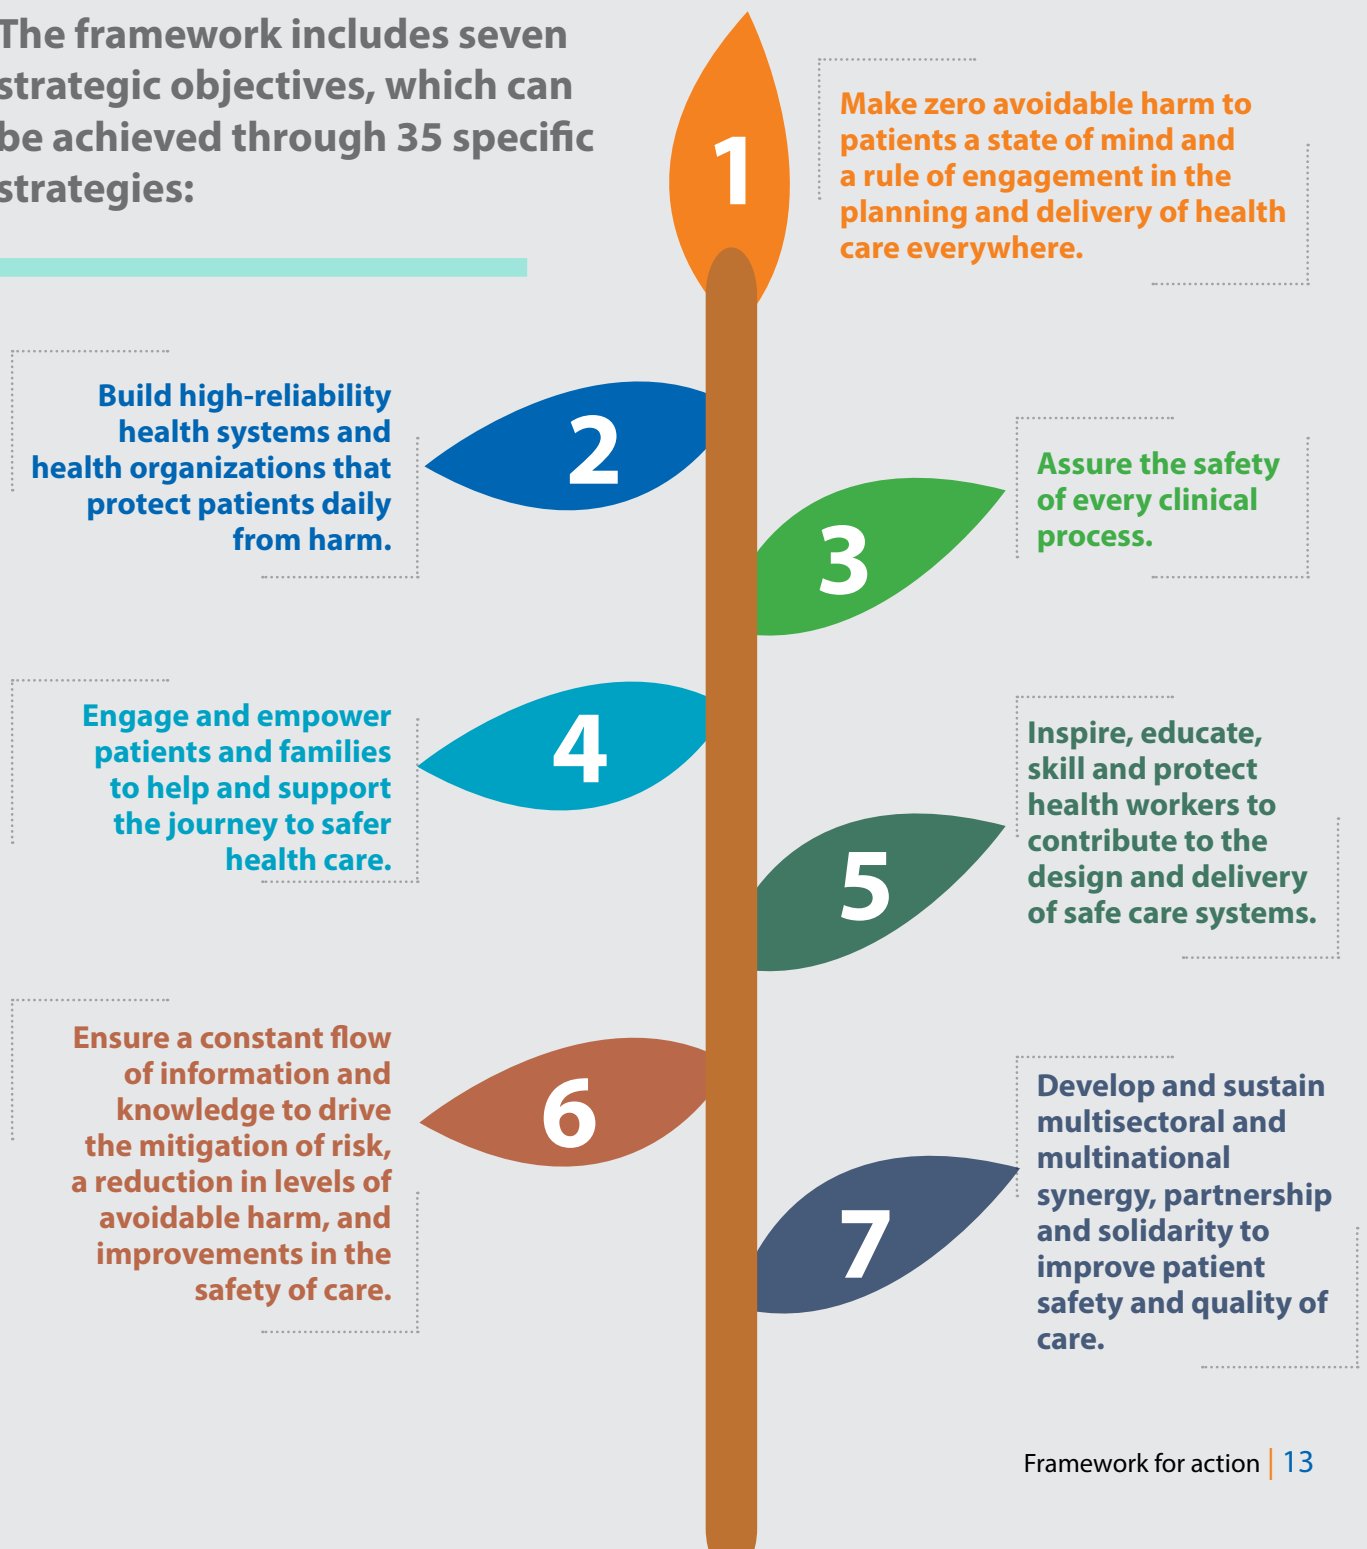 The framework includes seven
strategic objectives, which can
be achieved through 35 specific
strategies:
1
Make zero avoidable harm to
patients a state of mind and
a rule of engagement in the
planning and delivery of health
care everywhere.
2
Build high-reliability
health systems and
health organizations that
protect patients daily
from harm.
3
Assure the safety
of every clinical
process.
4
Engage and empower
patients and families
to help and support
the journey to safer
health care.
5
Inspire, educate,
skill and protect
health workers to
contribute to the
design and delivery
of safe care systems.
6
Ensure a constant flow
of information and
knowledge to drive
the mitigation of risk,
a reduction in levels of
avoidable harm, and
improvements in the
safety of care.
7
Develop and sustain
multisectoral and
multinational
synergy, partnership
and solidarity to
improve patient
safety and quality of
care.
Framework for action | 13